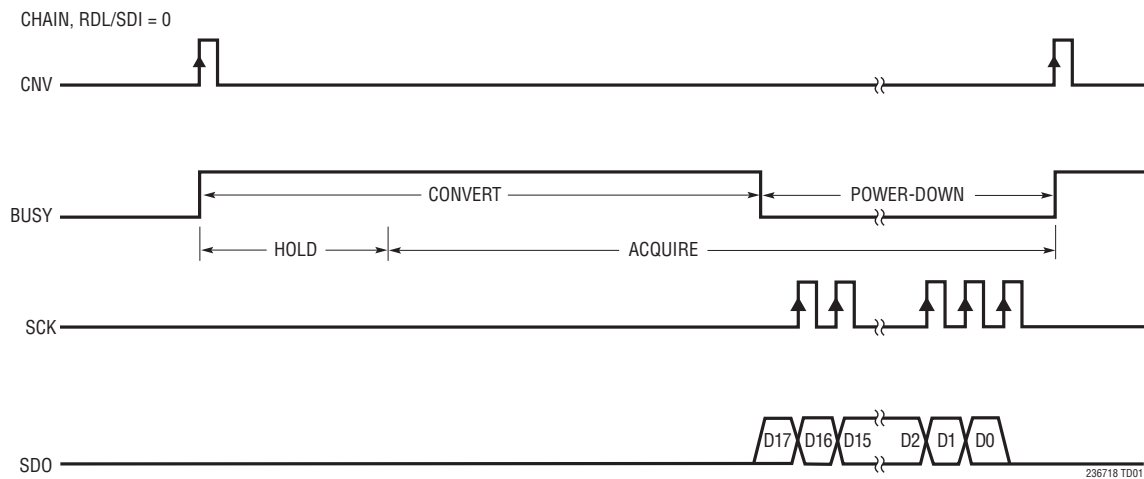 CHAIN, RDL/SDI = 0
CNV
CONVERT
POWER-DOWN
BUSY
HOLD
ACQUIRE
SCK
D17 D16 D15 D2 D1 D0
SDO
236718 TD01